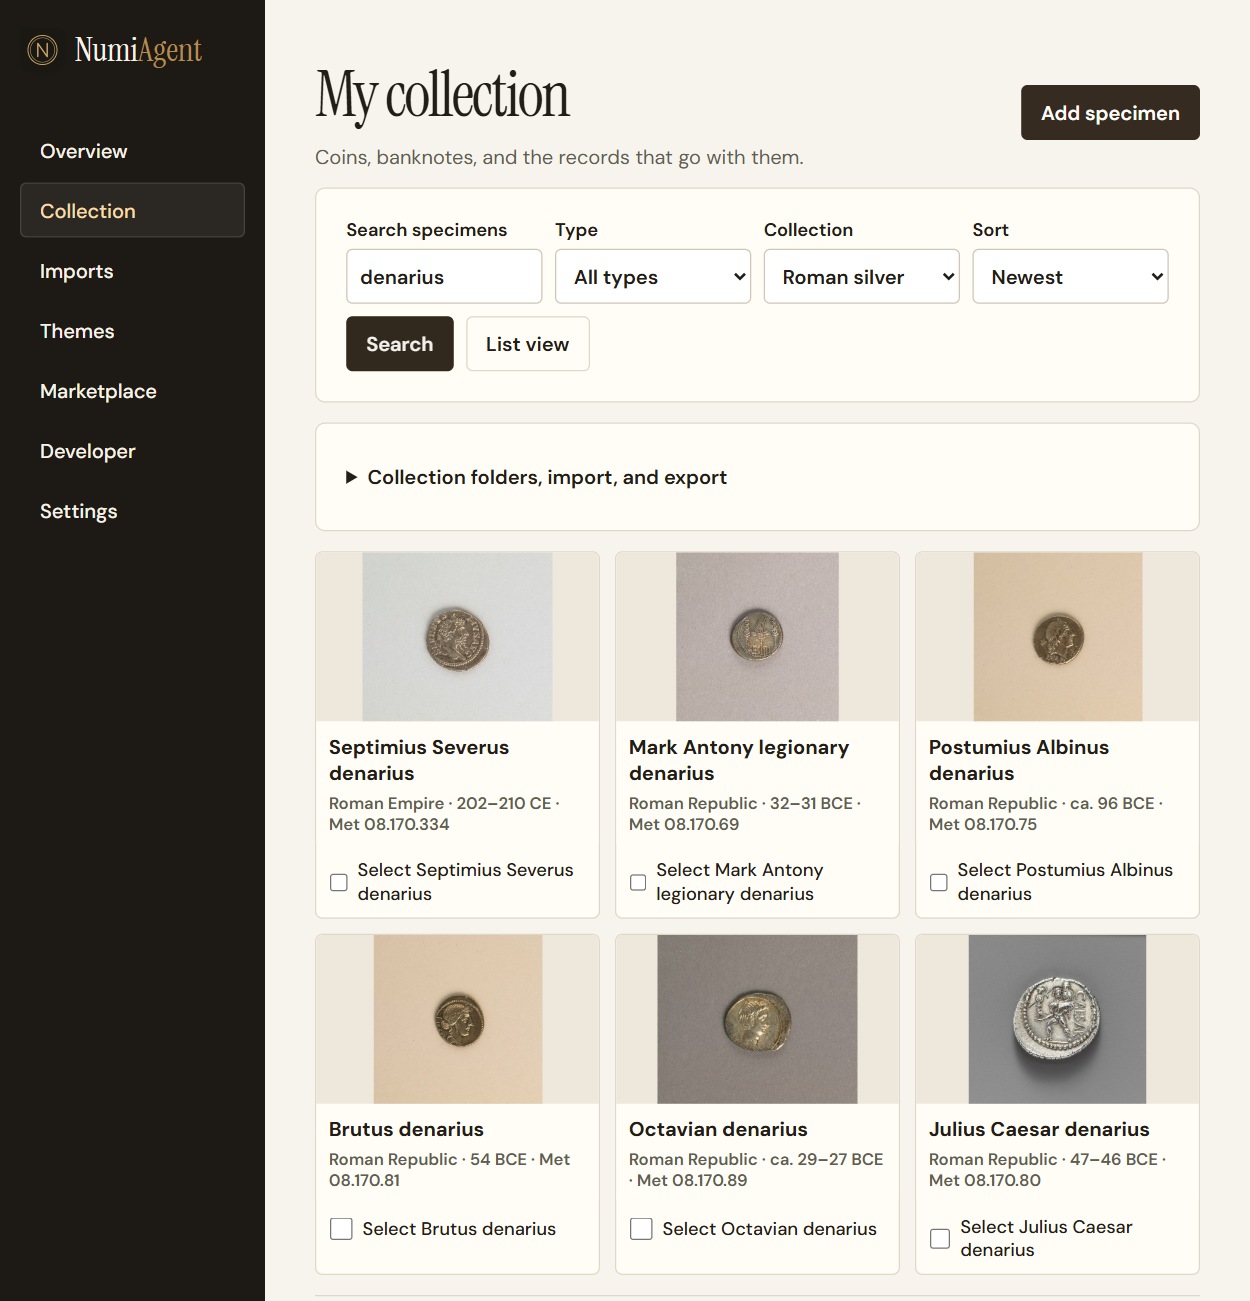 N NumiAgent
Overview
Collection
Imports
Themes
Marketplace
Developer
Settings
My collection
Add specimen
Coins, banknotes, and the records that go with them.
Search specimens
Type
Collection
Sort
denarius
All types
Roman silver
Newest
Search
List view
Collection folders, import, and export
Septimius Severus
denarius
Roman Empire · 202–210 CE ·
Met 08.170.334
Select Septimius Severus
denarius
Mark Antony legionary
denarius
Roman Republic · 32–31 BCE ·
Met 08.170.69
Select Mark Antony
legionary denarius
Postumius Albinus
denarius
Roman Republic · ca. 96 BCE ·
Met 08.170.75
Select Postumius Albinus
denarius
Brutus denarius
Roman Republic · 54 BCE · Met
08.170.81
Select Brutus denarius
Octavian denarius
Roman Republic · ca. 29–27 BCE
· Met 08.170.89
Select Octavian denarius
Julius Caesar denarius
Roman Republic · 47–46 BCE ·
Met 08.170.80
Select Julius Caesar
denarius